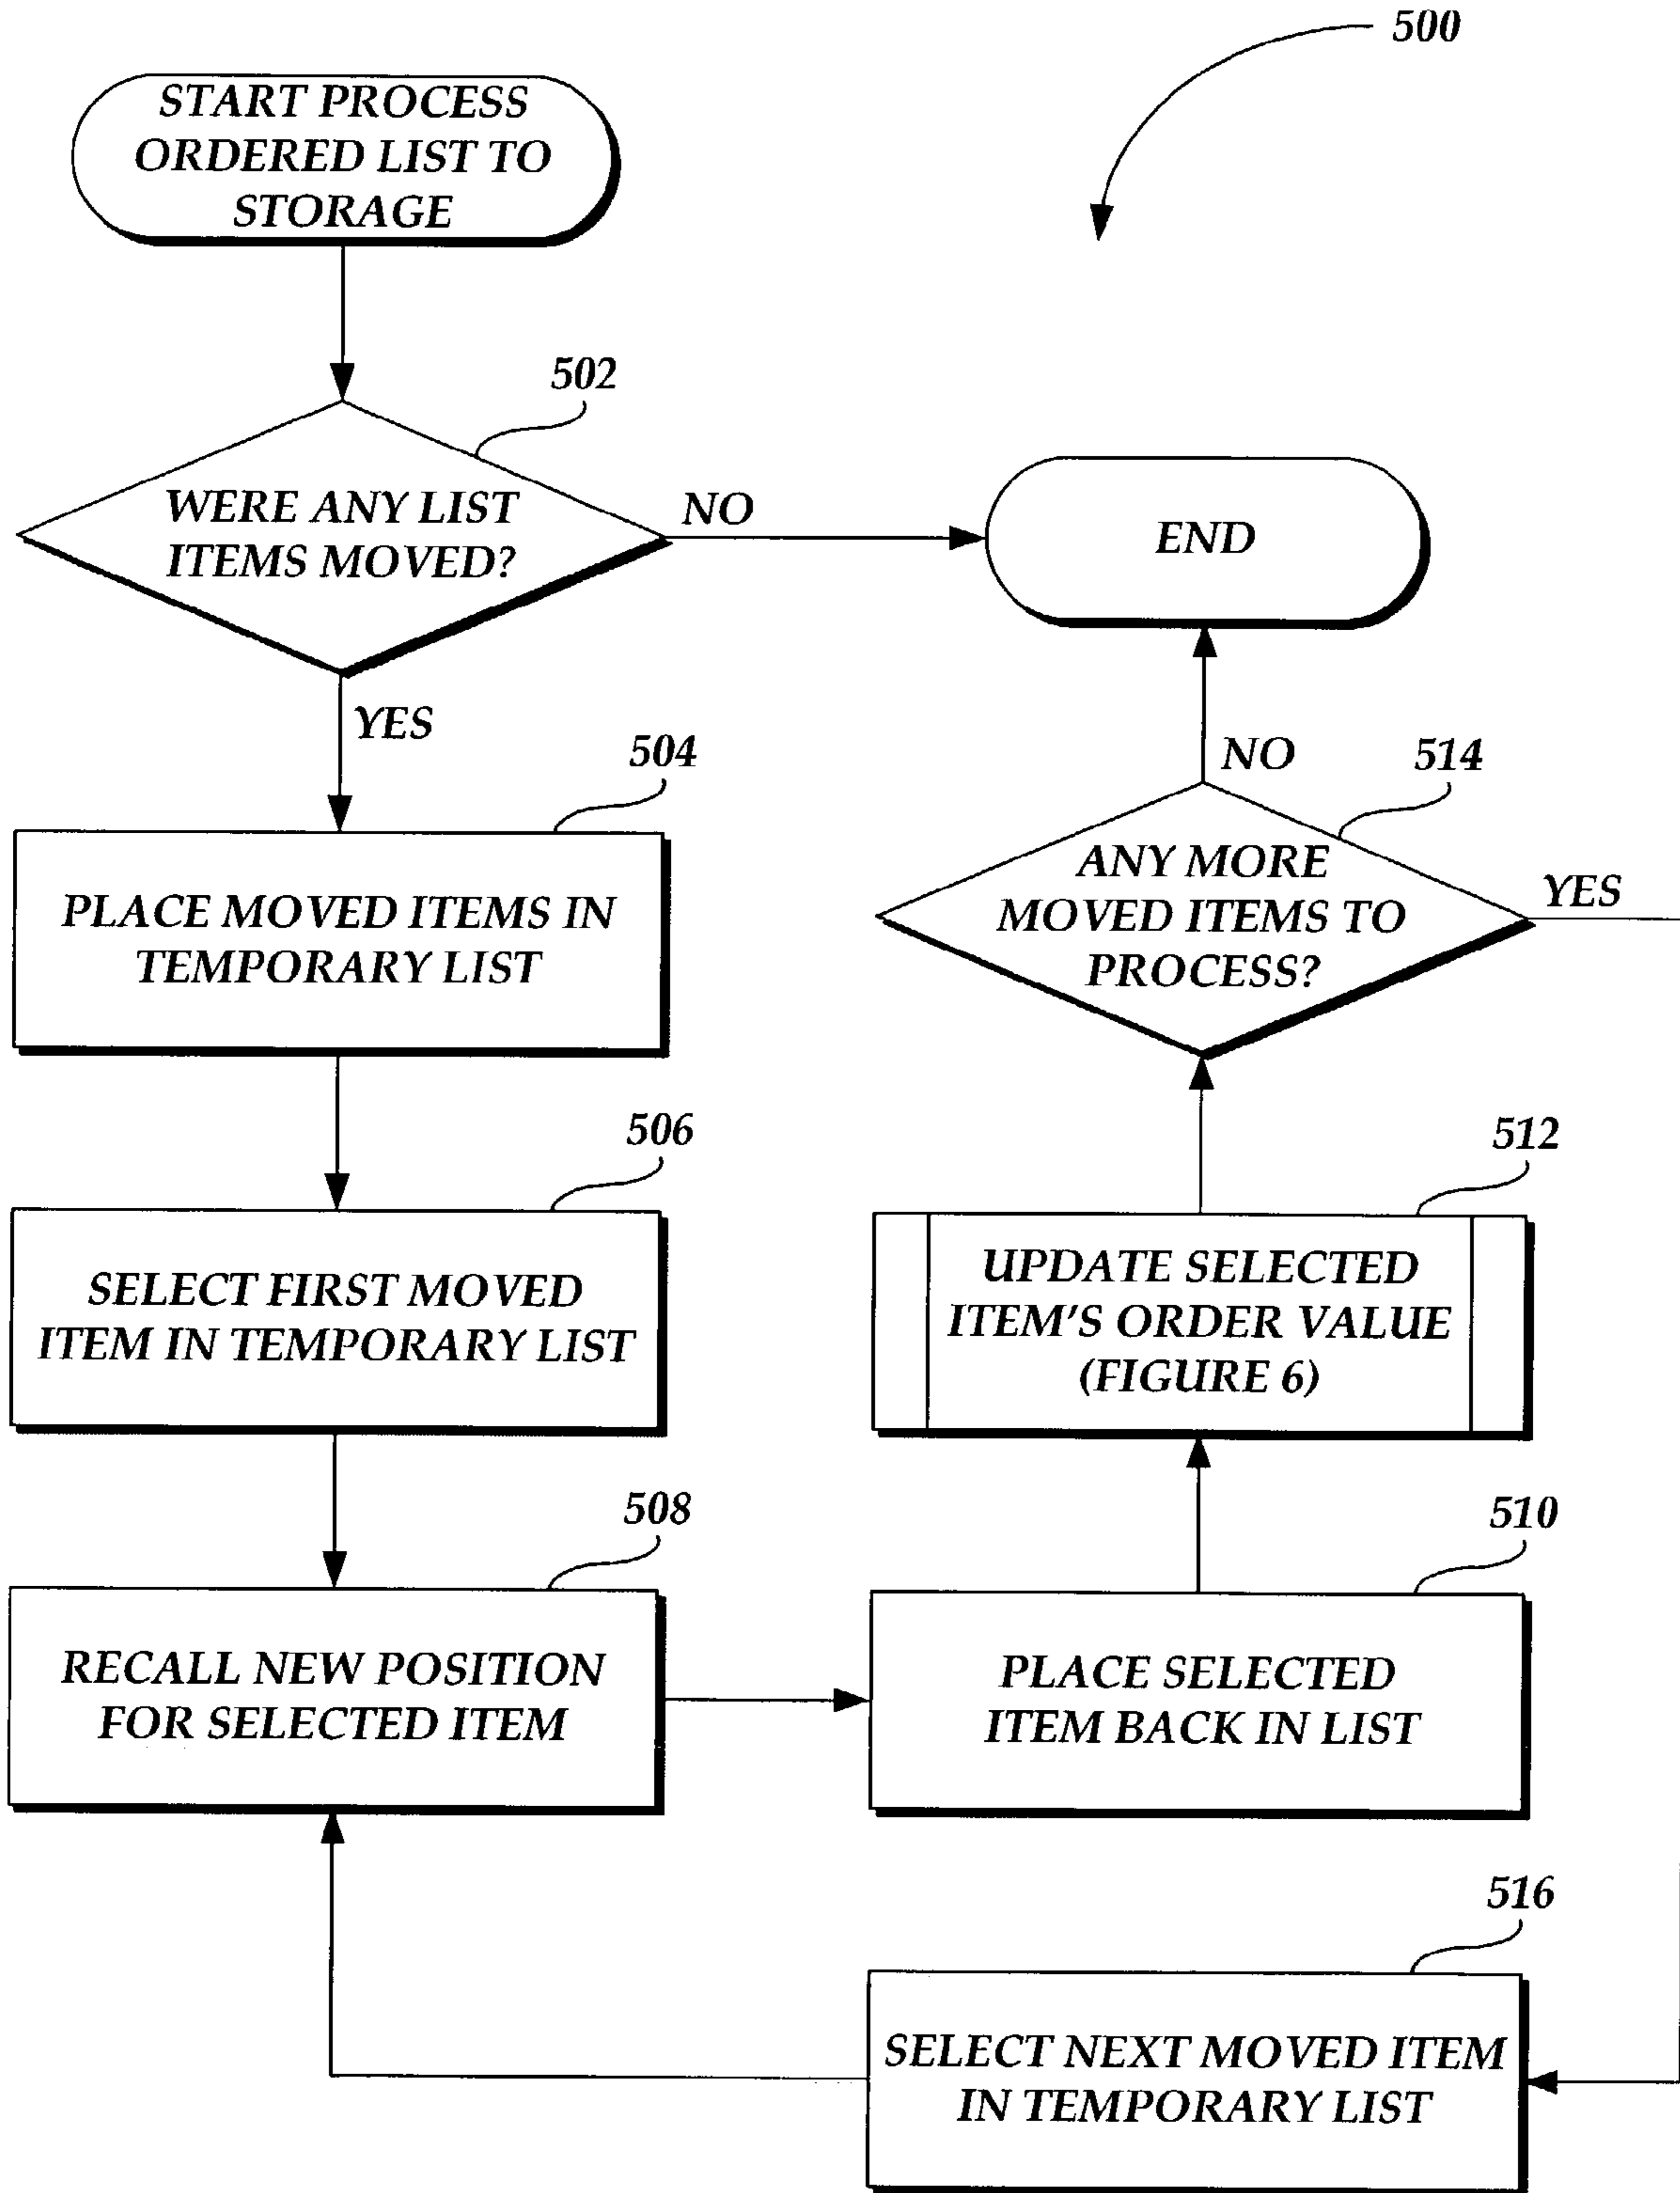 500
START PROCESS
ORDERED LIST TO
STORAGE
502
WERE ANY LIST
ITEMS MOVED?
NO
END
YES
504
PLACE MOVED ITEMS IN
TEMPORARY LIST
506
SELECT FIRST MOVED
ITEM IN TEMPORARY LIST
508
RECALL NEW POSITION
FOR SELECTED ITEM
510
PLACE SELECTED
ITEM BACK IN LIST
512
UPDATE SELECTED
ITEM'S ORDER VALUE
(FIGURE 6)
514
ANY MORE
MOVED ITEMS TO
PROCESS?
NO
YES
516
SELECT NEXT MOVED ITEM
IN TEMPORARY LIST